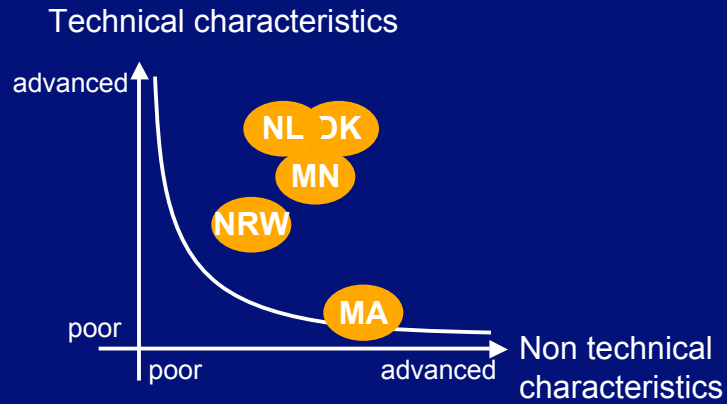 Technical characteristics
advanced
NL
MN
NRW
MA
poor
poor
advanced
Non technical
characteristics